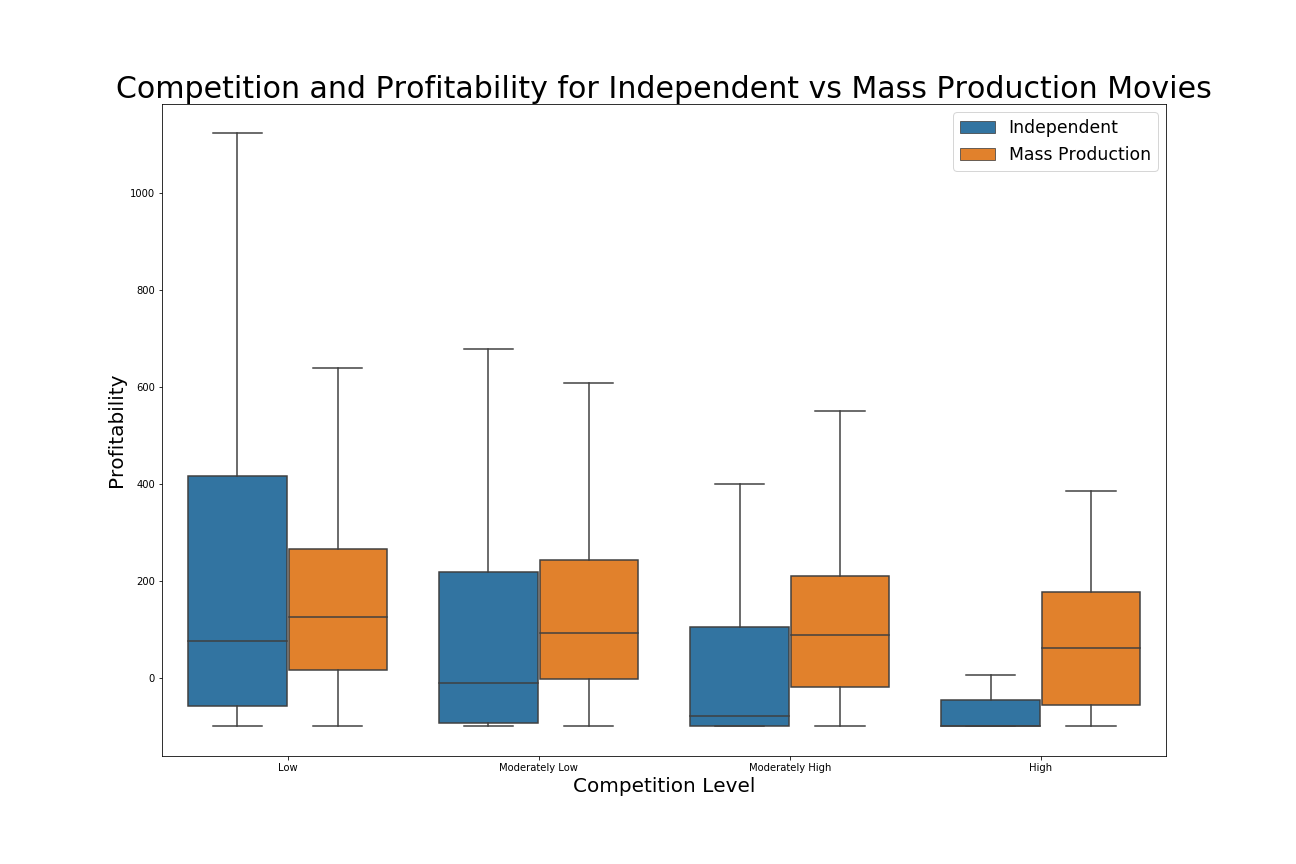 Competition and Profitability for Independent vs Mass Production Movies
Independent
Mass Production
1000
800
600
400
200
0
Profitability
Low
Moderately Low
Moderately High
High
Competition Level